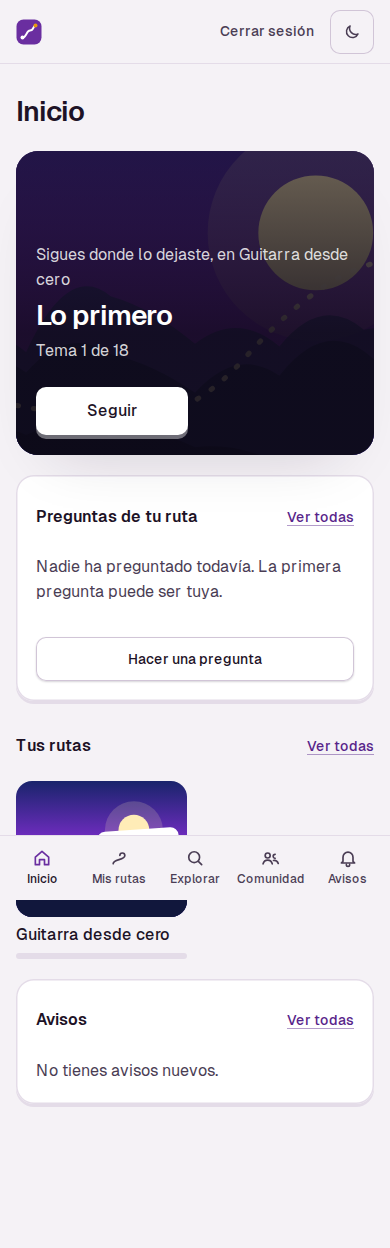 Cerrar sesión
Inicio
Sigues donde lo dejaste, en Guitarra desde
cero
Lo primero
Tema 1 de 18
Seguir
Preguntas de tu ruta
Ver todas
Nadie ha preguntado todavía. La primera
pregunta puede ser tuya.
Hacer una pregunta
Tus rutas
Ver todas
Inicio
Mis rutas
Explorar
Comunidad
Avisos
Guitarra desde cero
Avisos
Ver todas
No tienes avisos nuevos.